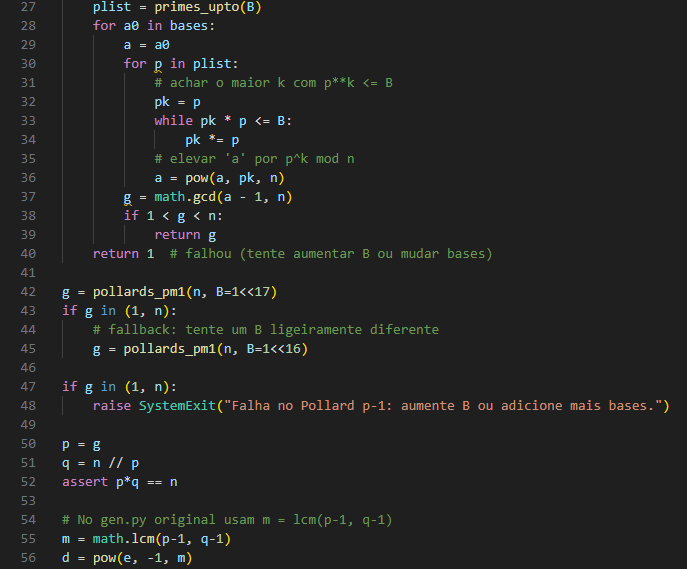 27 plist = primes_upto(B)
28 for a0 in bases:
29 a = a0
30 for p in plist:
31 # achar o maior k com p**k <= B
32 pk = p
33 while pk * p <= B:
34 pk *= p
35 # elevar 'a' por p^k mod n
36 a = pow(a, pk, n)
37 g = math.gcd(a - 1, n)
38 if 1 < g < n:
39 return g
40 return 1  # falhou (tente aumentar B ou mudar bases)
41
42 g = pollards_pm1(n, B=1<<17)
43 if g in (1, n):
44 # fallback: tente um B ligeiramente diferente
45 g = pollards_pm1(n, B=1<<16)
46
47 if g in (1, n):
48 raise SystemExit("Falha no Pollard p-1: aumente B ou adicione mais bases.")
49
50 p = g
51 q = n // p
52 assert p*q == n
53
54 # No gen.py original usam m = lcm(p-1, q-1)
55 m = math.lcm(p-1, q-1)
56 d = pow(e, -1, m)